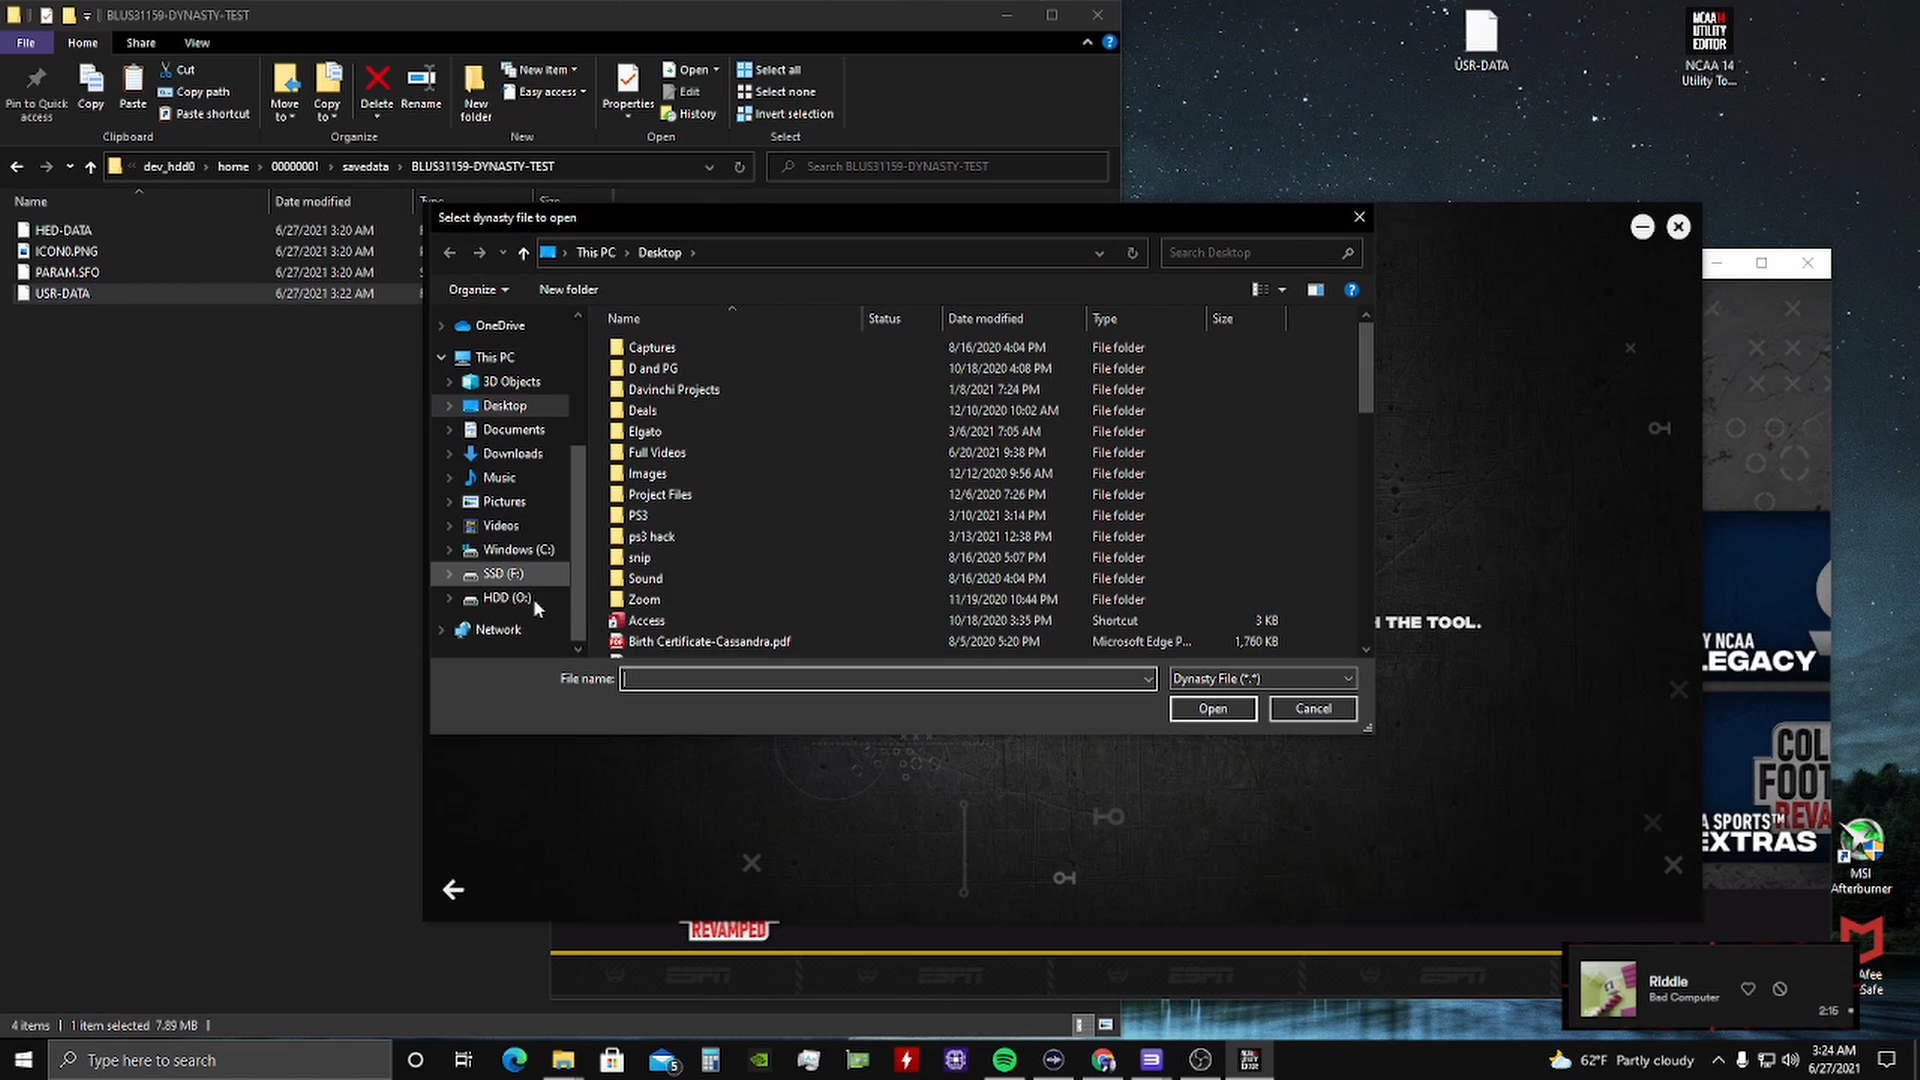 BLUS31159-DYNASTY-TEST
File
Home
Share
View
Pin to Quick access
Copy
Paste
Cut
Copy path
Paste shortcut
Clipboard
Move to
Copy to
Delete
Rename
Organize
New folder
New item
Easy access
New
Properties
Open
Edit
History
Open
Select all
Select none
Invert selection
Select
dev_hdd0 › home › 00000001 › savedata › BLUS31159-DYNASTY-TEST
Search BLUS31159-DYNASTY-TEST
Name
Date modified
HED-DATA 6/27/2021 3:20 AM
ICON0.PNG 6/27/2021 3:20 AM
PARAM.SFO 6/27/2021 3:20 AM
USR-DATA 6/27/2021 3:22 AM
4 items 1 item selected 7.89 MB
USR-DATA
NCAA 14
UTILITY
EDITOR
NCAA 14
Utility To...
Select dynasty file to open
This PC › Desktop ›
Search Desktop
Organize
New folder
OneDrive
This PC
3D Objects
Desktop
Documents
Downloads
Music
Pictures
Videos
Windows (C:)
SSD (F:)
HDD (O:)
Network
Name Status Date modified Type Size
Captures 8/16/2020 4:04 PM File folder
D and PG 10/18/2020 4:08 PM File folder
Davinchi Projects 1/8/2021 7:24 PM File folder
Deals 12/10/2020 10:02 AM File folder
Elgato 3/6/2021 7:05 AM File folder
Full Videos 6/20/2021 9:38 PM File folder
Images 12/12/2020 9:56 AM File folder
Project Files 12/6/2020 7:26 PM File folder
PS3 3/10/2021 3:14 PM File folder
ps3 hack 3/13/2021 12:38 PM File folder
snip 8/16/2020 5:07 PM File folder
Sound 8/16/2020 4:04 PM File folder
Zoom 11/19/2020 10:44 PM File folder
Access 10/18/2020 3:35 PM Shortcut 3 KB
Birth Certificate-Cassandra.pdf 8/5/2020 5:20 PM Microsoft Edge P... 1,760 KB
File name:
Dynasty File (*.*)
Open
Cancel
THE TOOL.
NCAA
LEGACY
COL
FOOT
REVA
SPORTS™
EXTRAS
MSI
Afterburner
REVAMPED
ESPN ESPN ESPN ESPN
Riddle
Bad Computer
2:15
Afee
Safe
Type here to search
5
62°F Partly cloudy
3:24 AM
6/27/2021